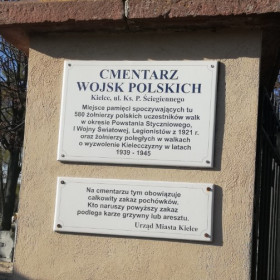 CMENTARZ
WOJSK POLSKICH
Kielce, ul. Ks. P. Ściegiennego
Miejsce pamięci spoczywających tu
580 żołnierzy polskich uczestników walk
w okresie Powstania Styczniowego,
I Wojny Światowej, Legionistów z 1921 r.
oraz żołnierzy poległych w walkach
o wyzwolenie Kielecczyzny w latach
1939 - 1945
Na cmentarzu tym obowiązuje
całkowity zakaz pochówków.
Kto naruszy powyższy zakaz
podlega karze grzywny lub aresztu.
Urząd Miasta Kielce